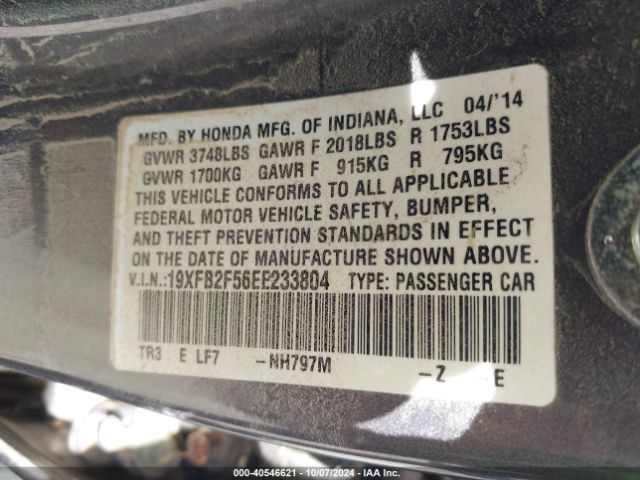 MFD. BY HONDA MFG. OF INDIANA, LLC 04/'14
GVWR 3748LBS GAWR F 2018LBS R 1753LBS
GVWR 1700KG GAWR F 915KG R 795KG
THIS VEHICLE CONFORMS TO ALL APPLICABLE
FEDERAL MOTOR VEHICLE SAFETY, BUMPER,
AND THEFT PREVENTION STANDARDS IN EFFECT
ON THE DATE OF MANUFACTURE SHOWN ABOVE.
V.I.N.:19XFB2F56EE233804 TYPE: PASSENGER CAR
TR3 E LF7 -NH797M -Z E
000-40546621 - 10/07/2024 - IAA Inc.